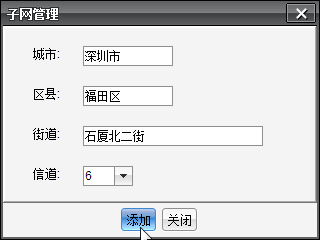 子网管理
城市: 深圳市
区县: 福田区
街道: 石厦北二街
信道: 6
添加 关闭